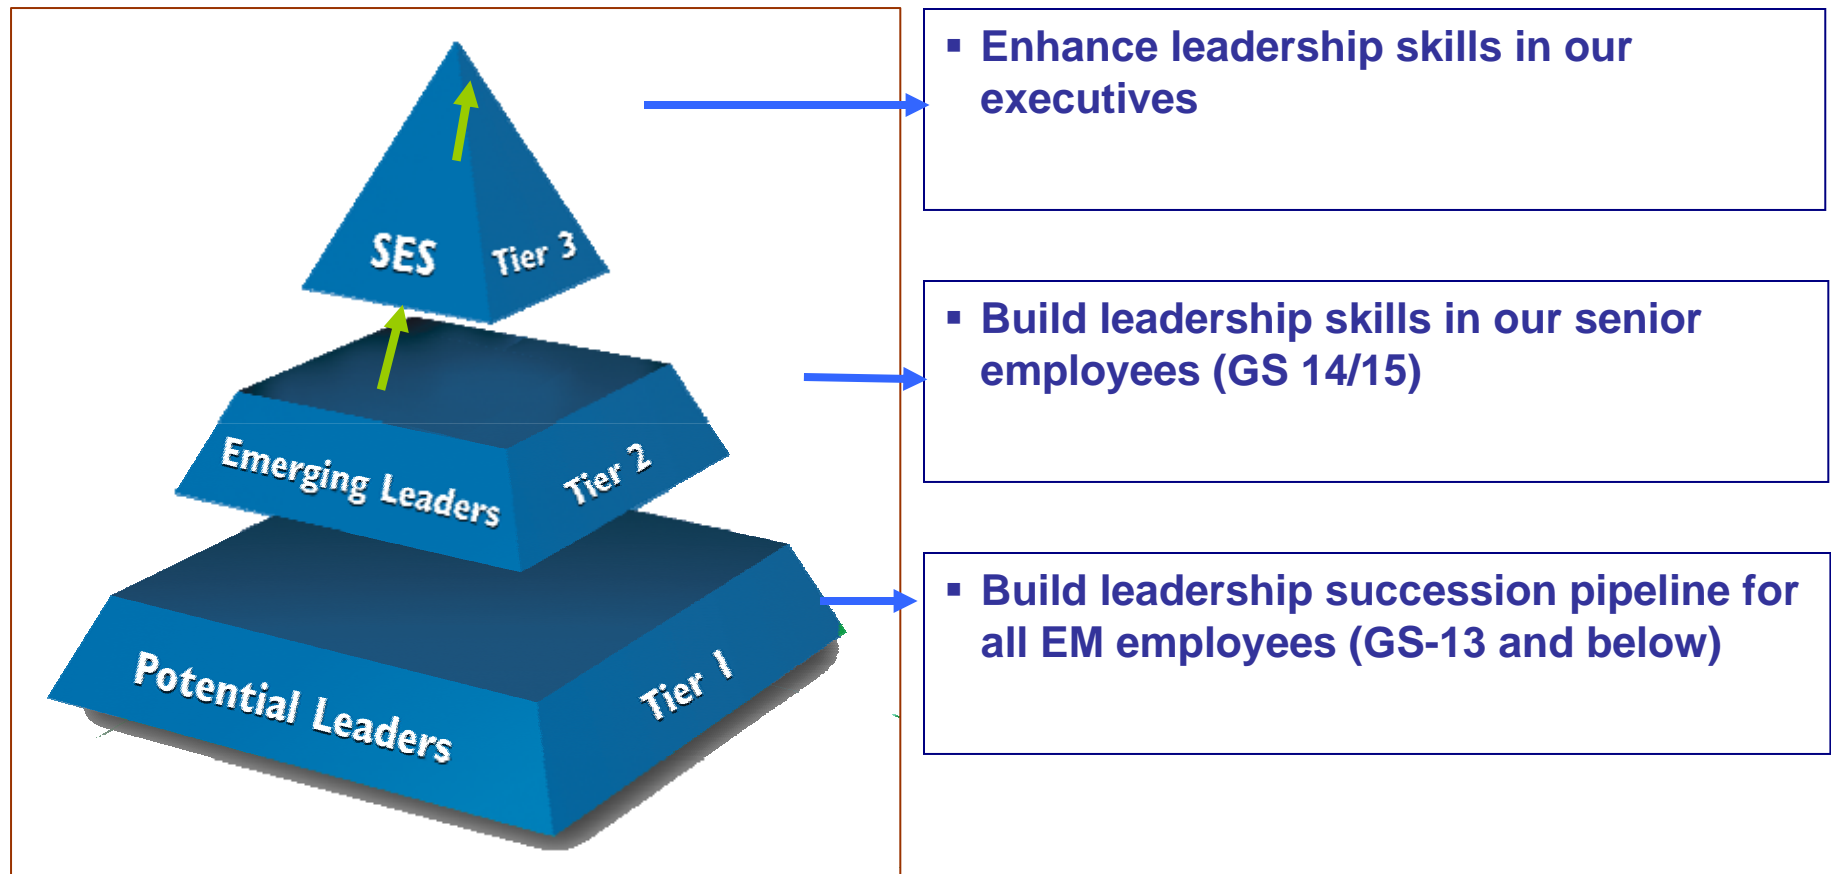 ▪ Enhance leadership skills in our
executives
SES
Tier 3
▪ Build leadership skills in our senior
employees (GS 14/15)
Emerging Leaders
Tier 2
▪ Build leadership succession pipeline for
all EM employees (GS-13 and below)
Potential Leaders
Tier 1